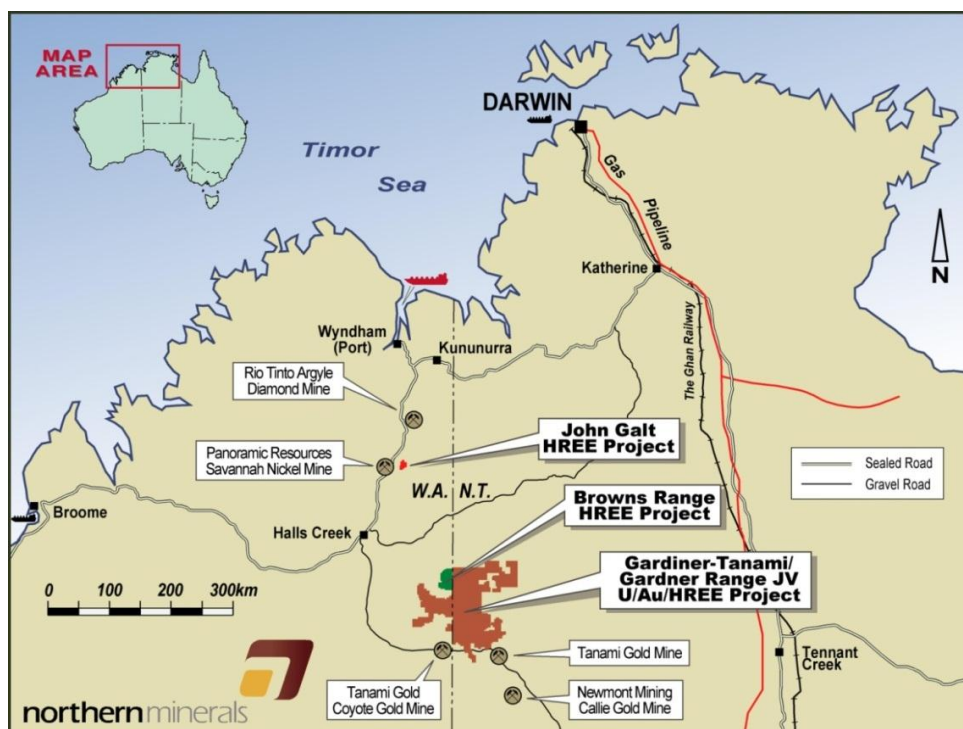 MAP
AREA
DARWIN
Timor
Sea
Gas
Pipeline
Katherine
N
Wyndham
(Port)
Kununurra
The Ghan Railway
Rio Tinto Argyle
Diamond Mine
John Galt
HREE Project
Panoramic Resources
Savannah Nickel Mine
Sealed Road
Gravel Road
W.A. N.T.
Browns Range
HREE Project
Broome
Halls Creek
Gardiner-Tanami/
Gardner Range JV
U/Au/HREE Project
0 100 200 300km
Tanami Gold Mine
Tennant
Creek
Tanami Gold
Coyote Gold Mine
Newmont Mining
Callie Gold Mine
northernminerals